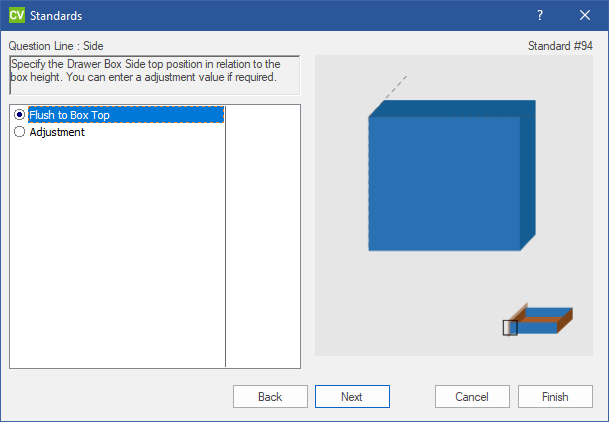 CV Standards ?
Question Line : Side Standard #94
Specify the Drawer Box Side top position in relation to the
box height. You can enter a adjustment value if required.
Flush to Box Top
Adjustment
Back Next Cancel Finish